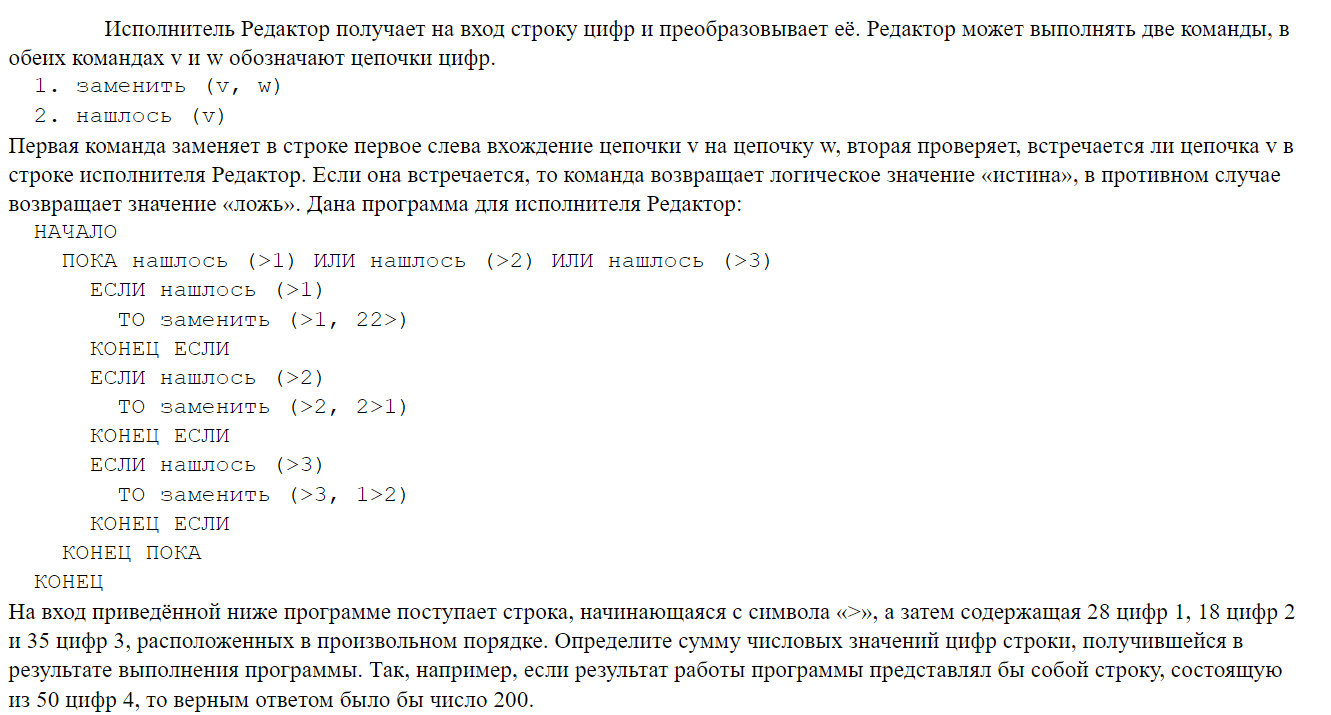 Исполнитель Редактор получает на вход строку цифр и преобразовывает её. Редактор может выполнять две команды, в
обеих командах v и w обозначают цепочки цифр.
1. заменить (v, w)
2. нашлось (v)
Первая команда заменяет в строке первое слева вхождение цепочки v на цепочку w, вторая проверяет, встречается ли цепочка v в
строке исполнителя Редактор. Если она встречается, то команда возвращает логическое значение «истина», в противном случае
возвращает значение «ложь». Дана программа для исполнителя Редактор:
НАЧАЛО
ПОКА нашлось (>1) ИЛИ нашлось (>2) ИЛИ нашлось (>3)
ЕСЛИ нашлось (>1)
ТО заменить (>1, 22>)
КОНЕЦ ЕСЛИ
ЕСЛИ нашлось (>2)
ТО заменить (>2, 2>1)
КОНЕЦ ЕСЛИ
ЕСЛИ нашлось (>3)
ТО заменить (>3, 1>2)
КОНЕЦ ЕСЛИ
КОНЕЦ ПОКА
КОНЕЦ
На вход приведённой ниже программе поступает строка, начинающаяся с символа «>», а затем содержащая 28 цифр 1, 18 цифр 2
и 35 цифр 3, расположенных в произвольном порядке. Определите сумму числовых значений цифр строки, получившейся в
результате выполнения программы. Так, например, если результат работы программы представлял бы собой строку, состоящую
из 50 цифр 4, то верным ответом было бы число 200.